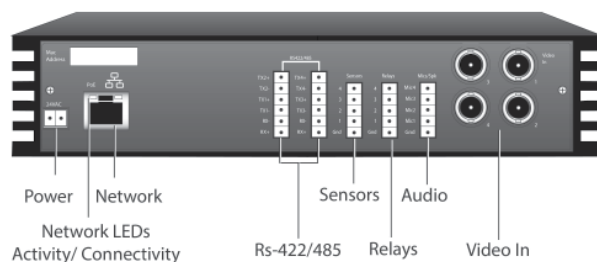 Mac
Address
PoE
24VAC
RS422/485
TX2+ TX4+
TX2- TX4-
TX1+ TX3+
TX1- TX3-
RX- RX-
RX+ RX+
Sensors
4
3
2
1
Gnd
Relays
4
3
2
1
Gnd
Mic4
Mic3
Mic2
Mic1
Gnd
Video
In
3
1
4
2
Power
Network
Network LEDs
Activity/ Connectivity
Rs-422/485
Sensors
Relays
Audio
Video In